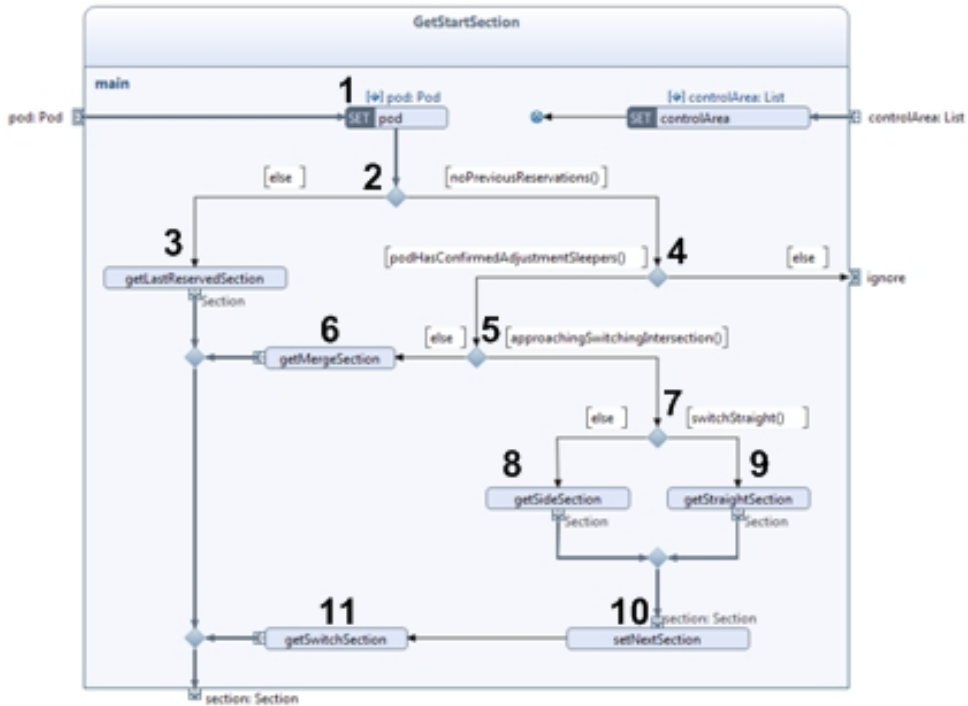 GetStartSection
main
1
pod: Pod
controlArea: List
pod: Pod
SET pod
SET controlArea
controlArea: List
[else ]
2
[noPreviousReservations()]
3
[podHasConfirmedAdjustmentSleepers()]
4
[else ]
getLastReservedSection
ignore
Section
6
[else ]
5
[approachingSwitchingIntersection()]
getMergeSection
7
[else ]
[switchStraight() ]
8
9
getSideSection
getStraightSection
Section
Section
11
10
section: Section
getSwitchSection
setNextSection
section: Section